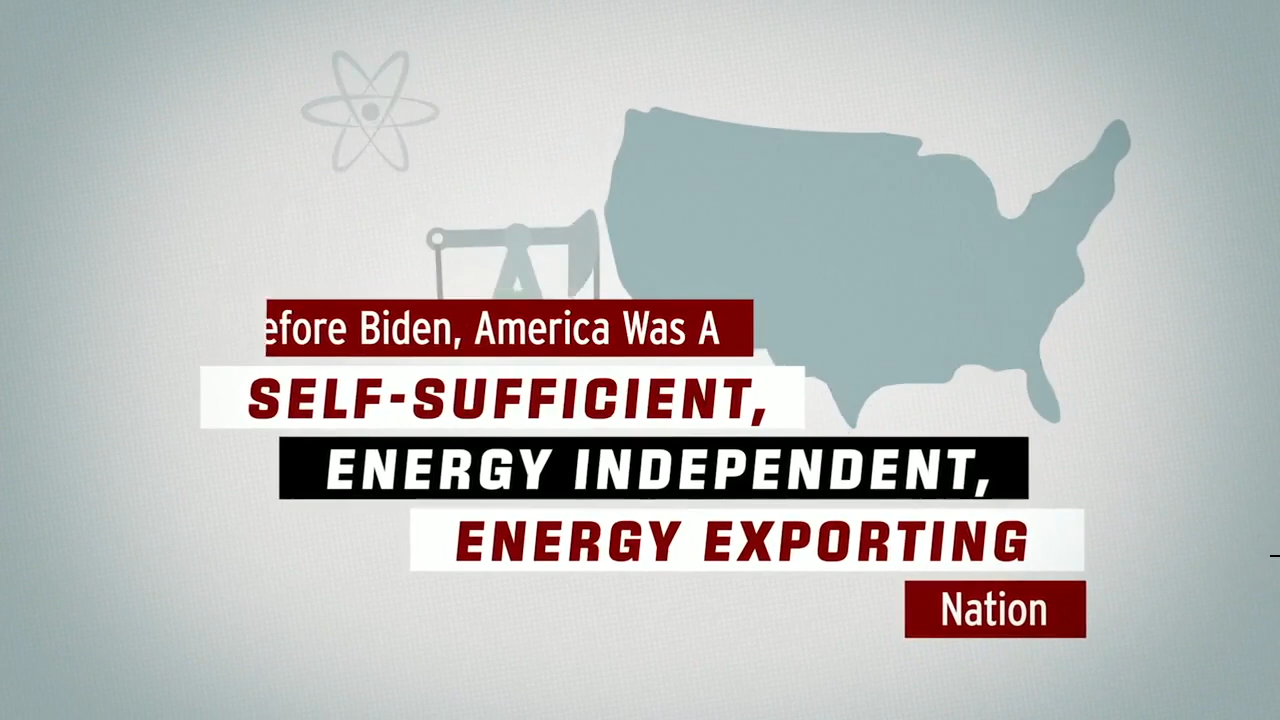 efore Biden, America Was A
SELF-SUFFICIENT,
ENERGY INDEPENDENT,
ENERGY EXPORTING
Nation